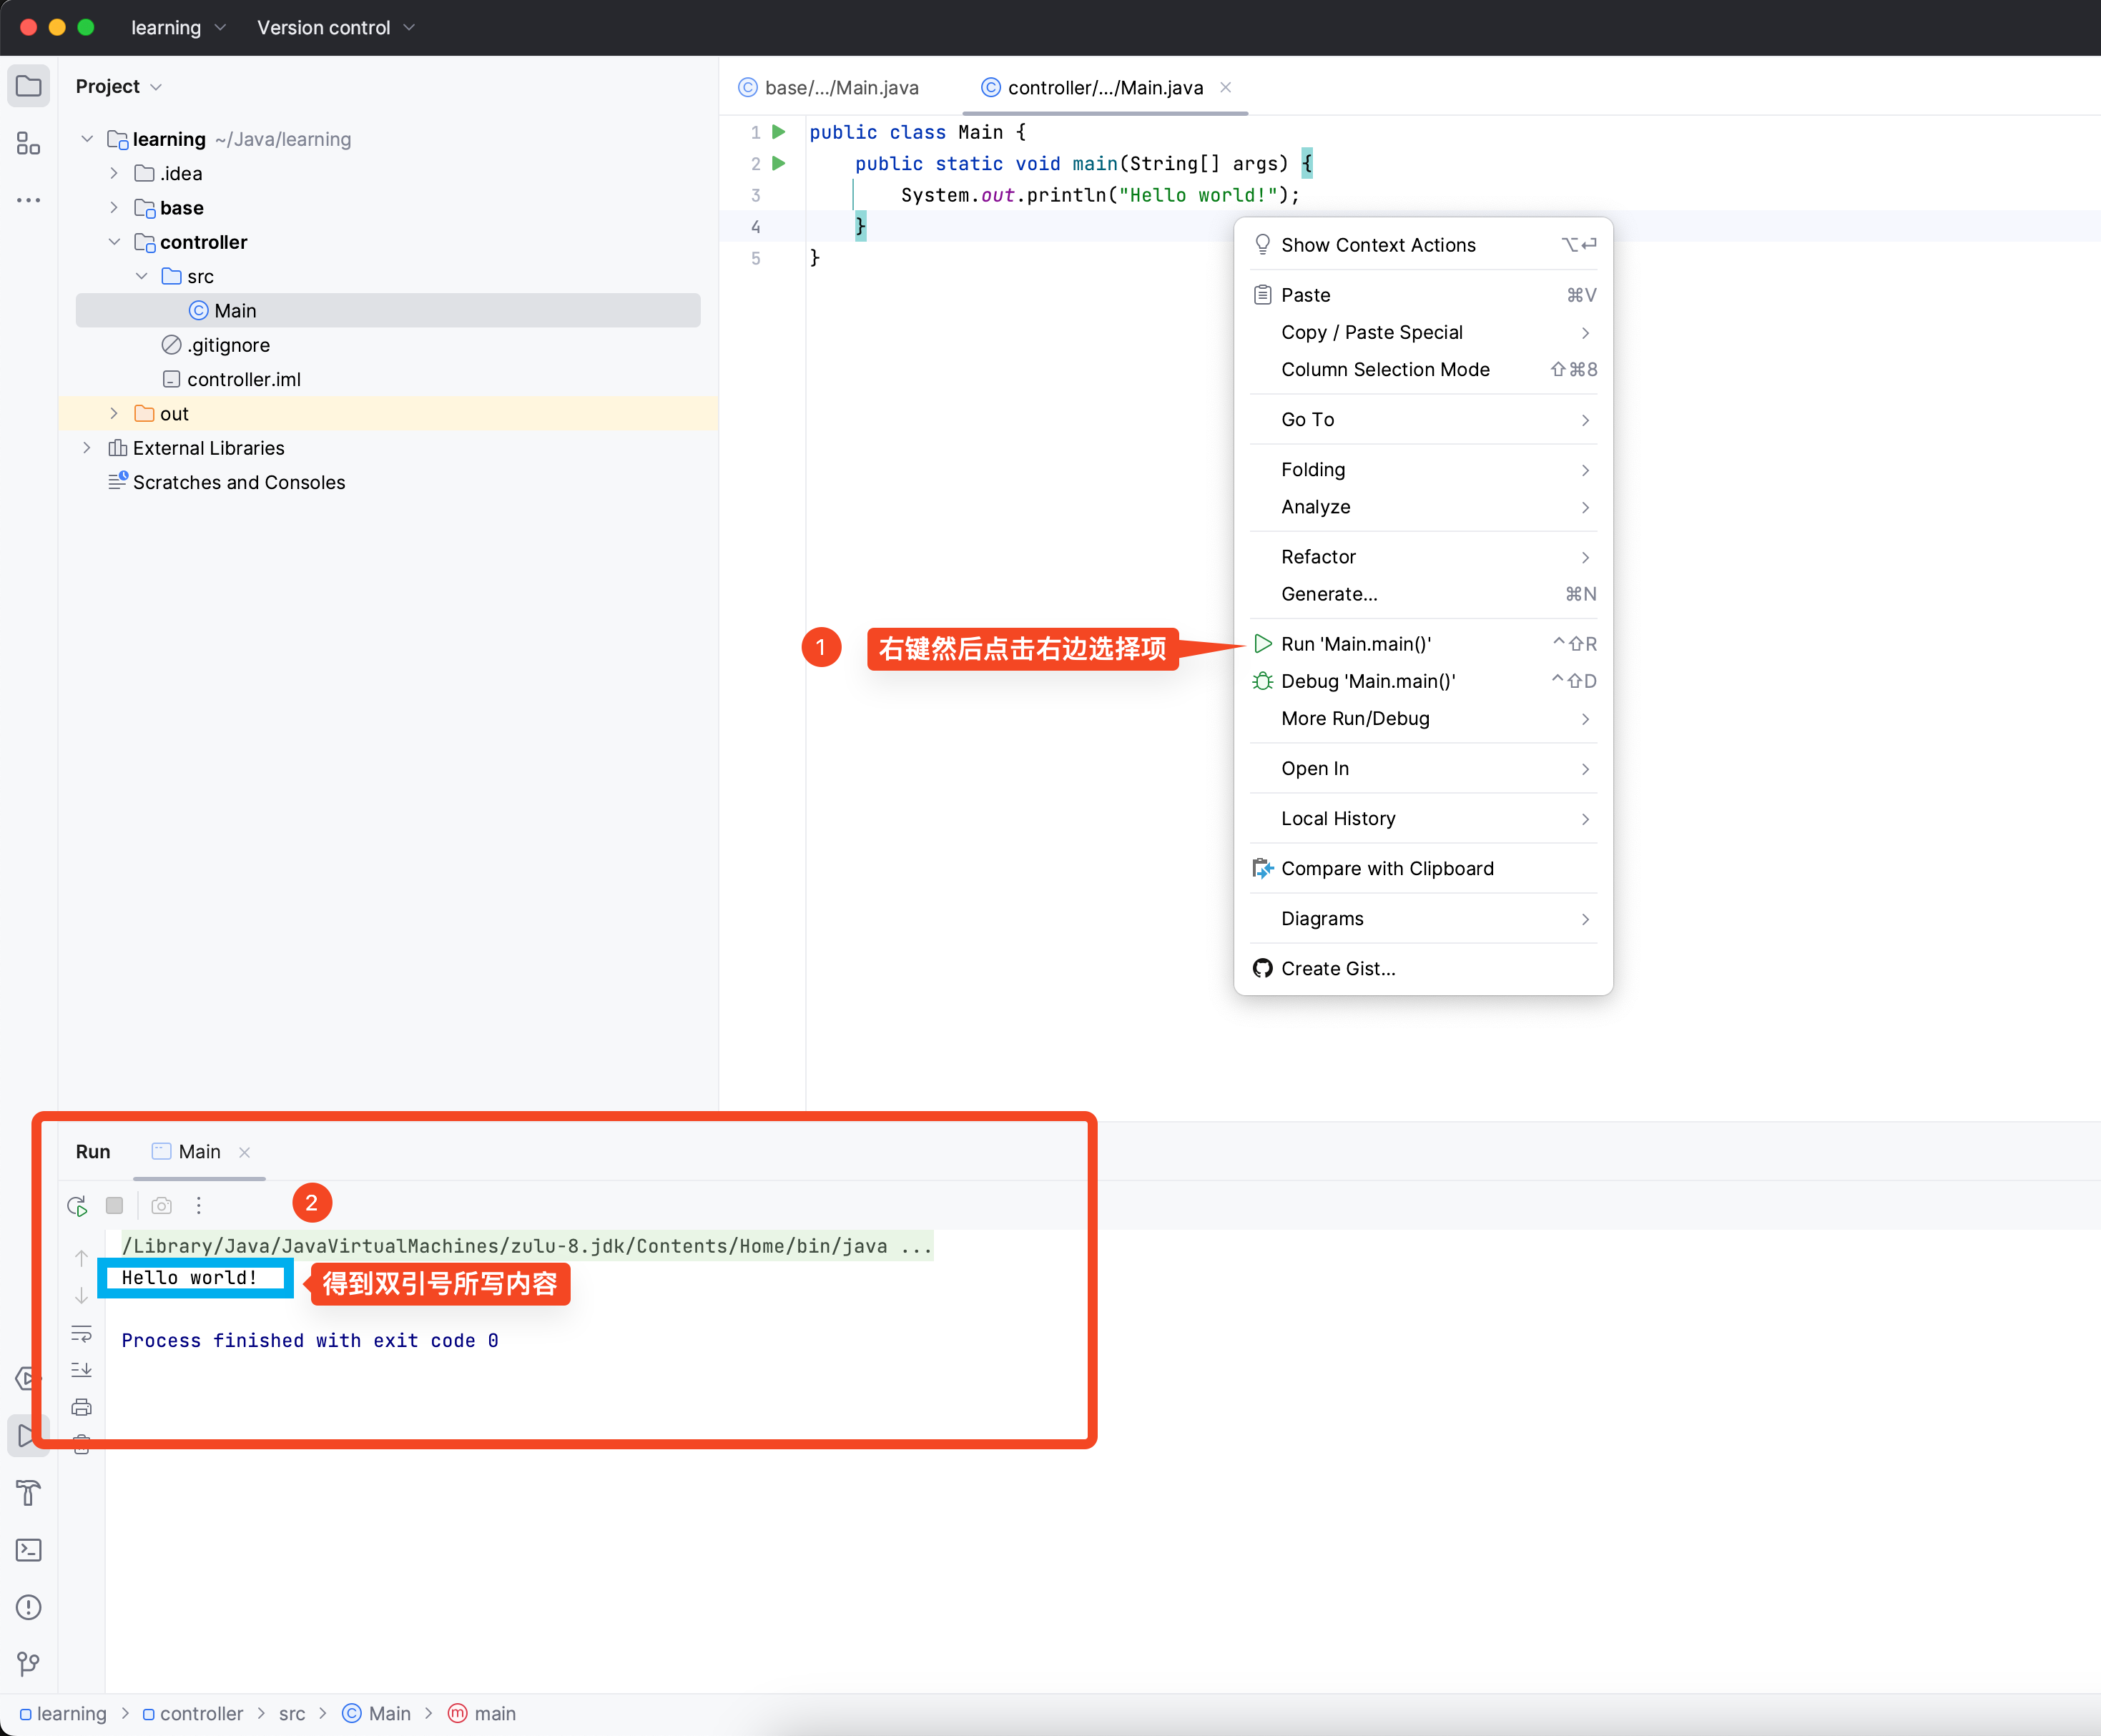 learning Version control
Project
learning ~/Java/learning
.idea
base
controller
src
Main
.gitignore
controller.iml
out
External Libraries
Scratches and Consoles
base/.../Main.java controller/.../Main.java
1 public class Main {
2 public static void main(String[] args) {
3 System.out.println("Hello world!");
4 }
5 }
Show Context Actions ⌥↩
Paste ⌘V
Copy / Paste Special
Column Selection Mode ⇧⌘8
Go To
Folding
Analyze
Refactor
Generate... ⌘N
1 右键然后点击右边选择项
Run 'Main.main()' ^⇧R
Debug 'Main.main()' ^⇧D
More Run/Debug
Open In
Local History
Compare with Clipboard
Diagrams
Create Gist...
Run Main
2
/Library/Java/JavaVirtualMachines/zulu-8.jdk/Contents/Home/bin/java ...
Hello world! 得到双引号所写内容
Process finished with exit code 0
learning > controller > src > Main > main